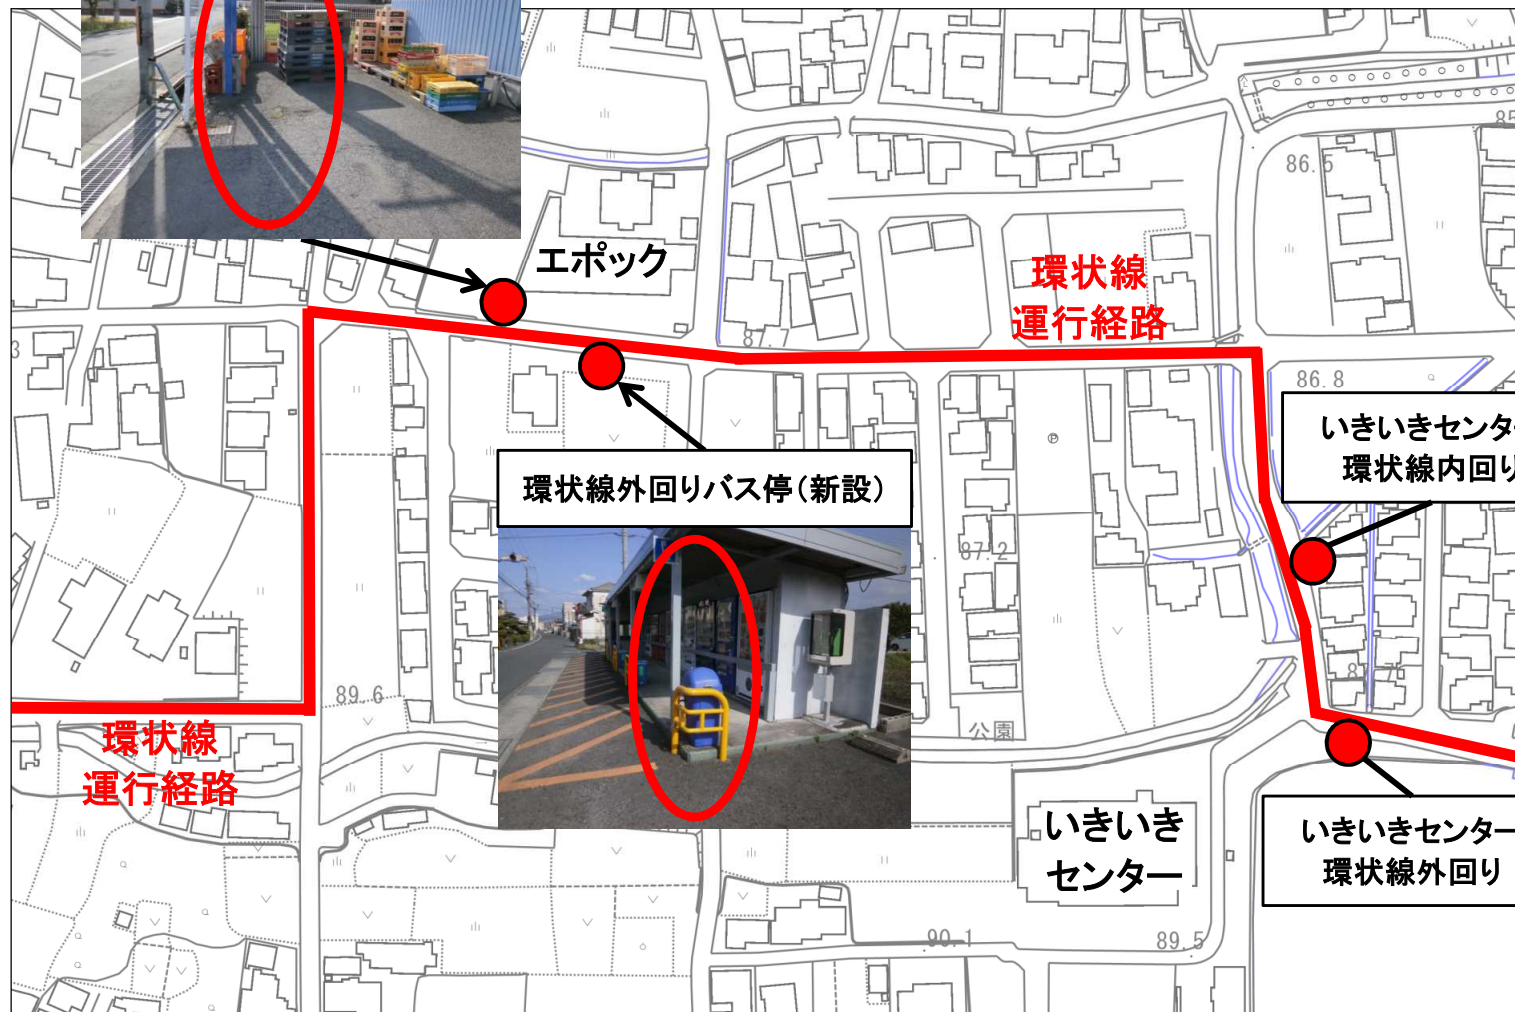 85
86.5
エポック
環状線
運行経路
87.7
3
86.8
いきいきセンター
環状線内回り
環状線外回りバス停（新設）
87.2
89.6
環状線
運行経路
公園
いきいき
センター
いきいきセンター
環状線外回り
90.1
89.5